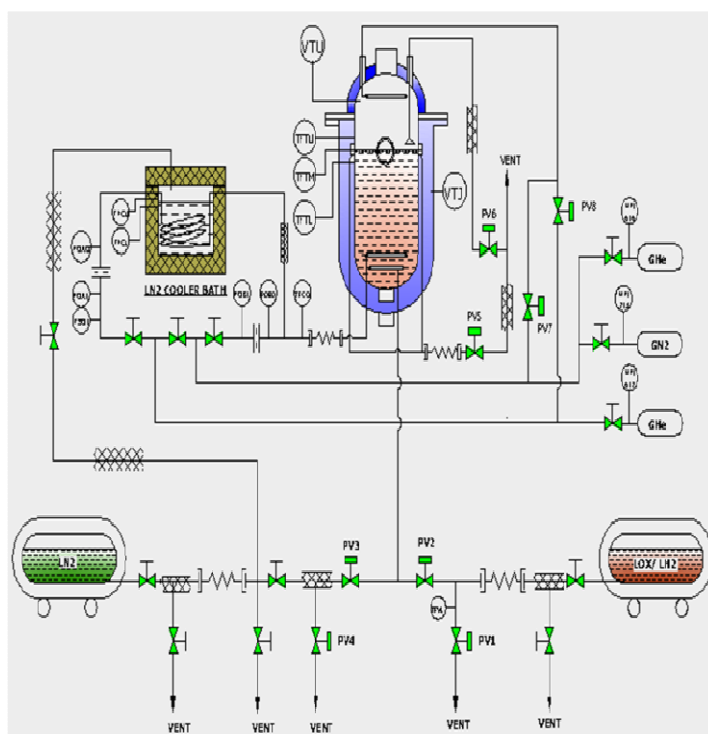 VTU
TFTU
TFTM
TFTL
VTJ
LN2 COOLER BATH
VENT
PV6
PV8
PV5
PV7
GHe
GN2
GHe
LN2
PV3
PV2
LOX/ LH2
PV4
PV1
VENT
VENT
VENT
VENT
VENT